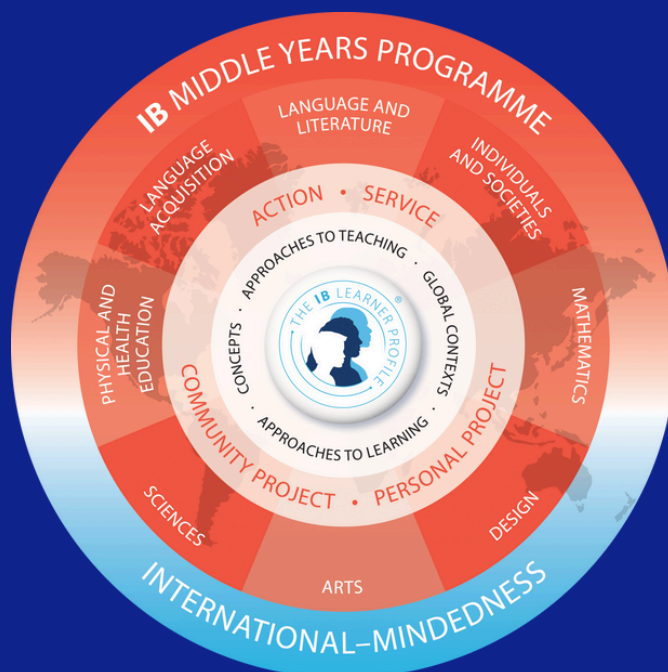 IB MIDDLE YEARS PROGRAMME
LANGUAGE AND
LITERATURE
INDIVIDUALS
AND SOCIETIES
MATHEMATICS
DESIGN
ARTS
SCIENCES
PHYSICAL AND
HEALTH
EDUCATION
LANGUAGE
ACQUISITION
ACTION • SERVICE
PERSONAL PROJECT
•
COMMUNITY PROJECT
APPROACHES TO TEACHING ·
GLOBAL CONTEXTS ·
APPROACHES TO LEARNING ·
CONCEPTS ·
THE IB LEARNER PROFILE ®
INTERNATIONAL–MINDEDNESS